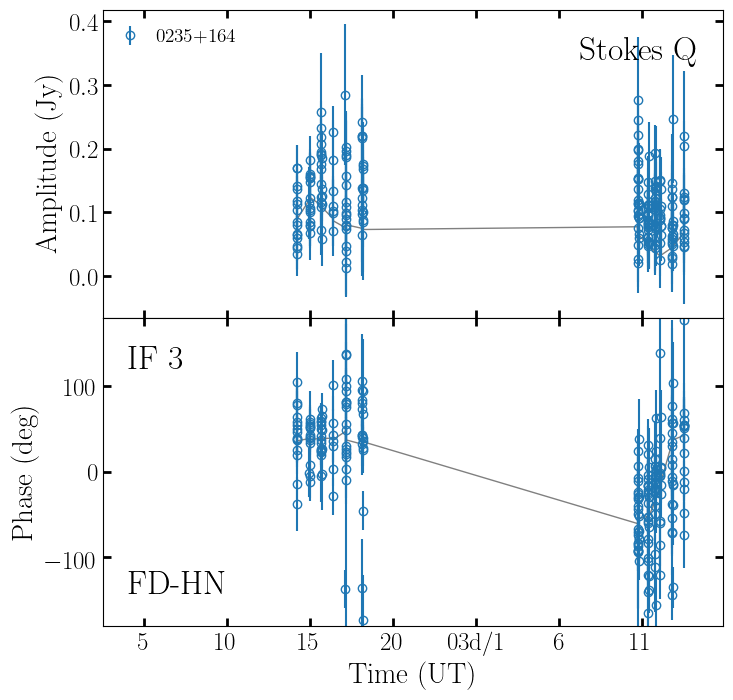 0.4
0.3
0.2
0.1
0.0
Amplitude (Jy)
0235+164
Stokes Q
100
0
−100
Phase (deg)
IF 3
FD-HN
5 10 15 20 03d/1 6 11
Time (UT)